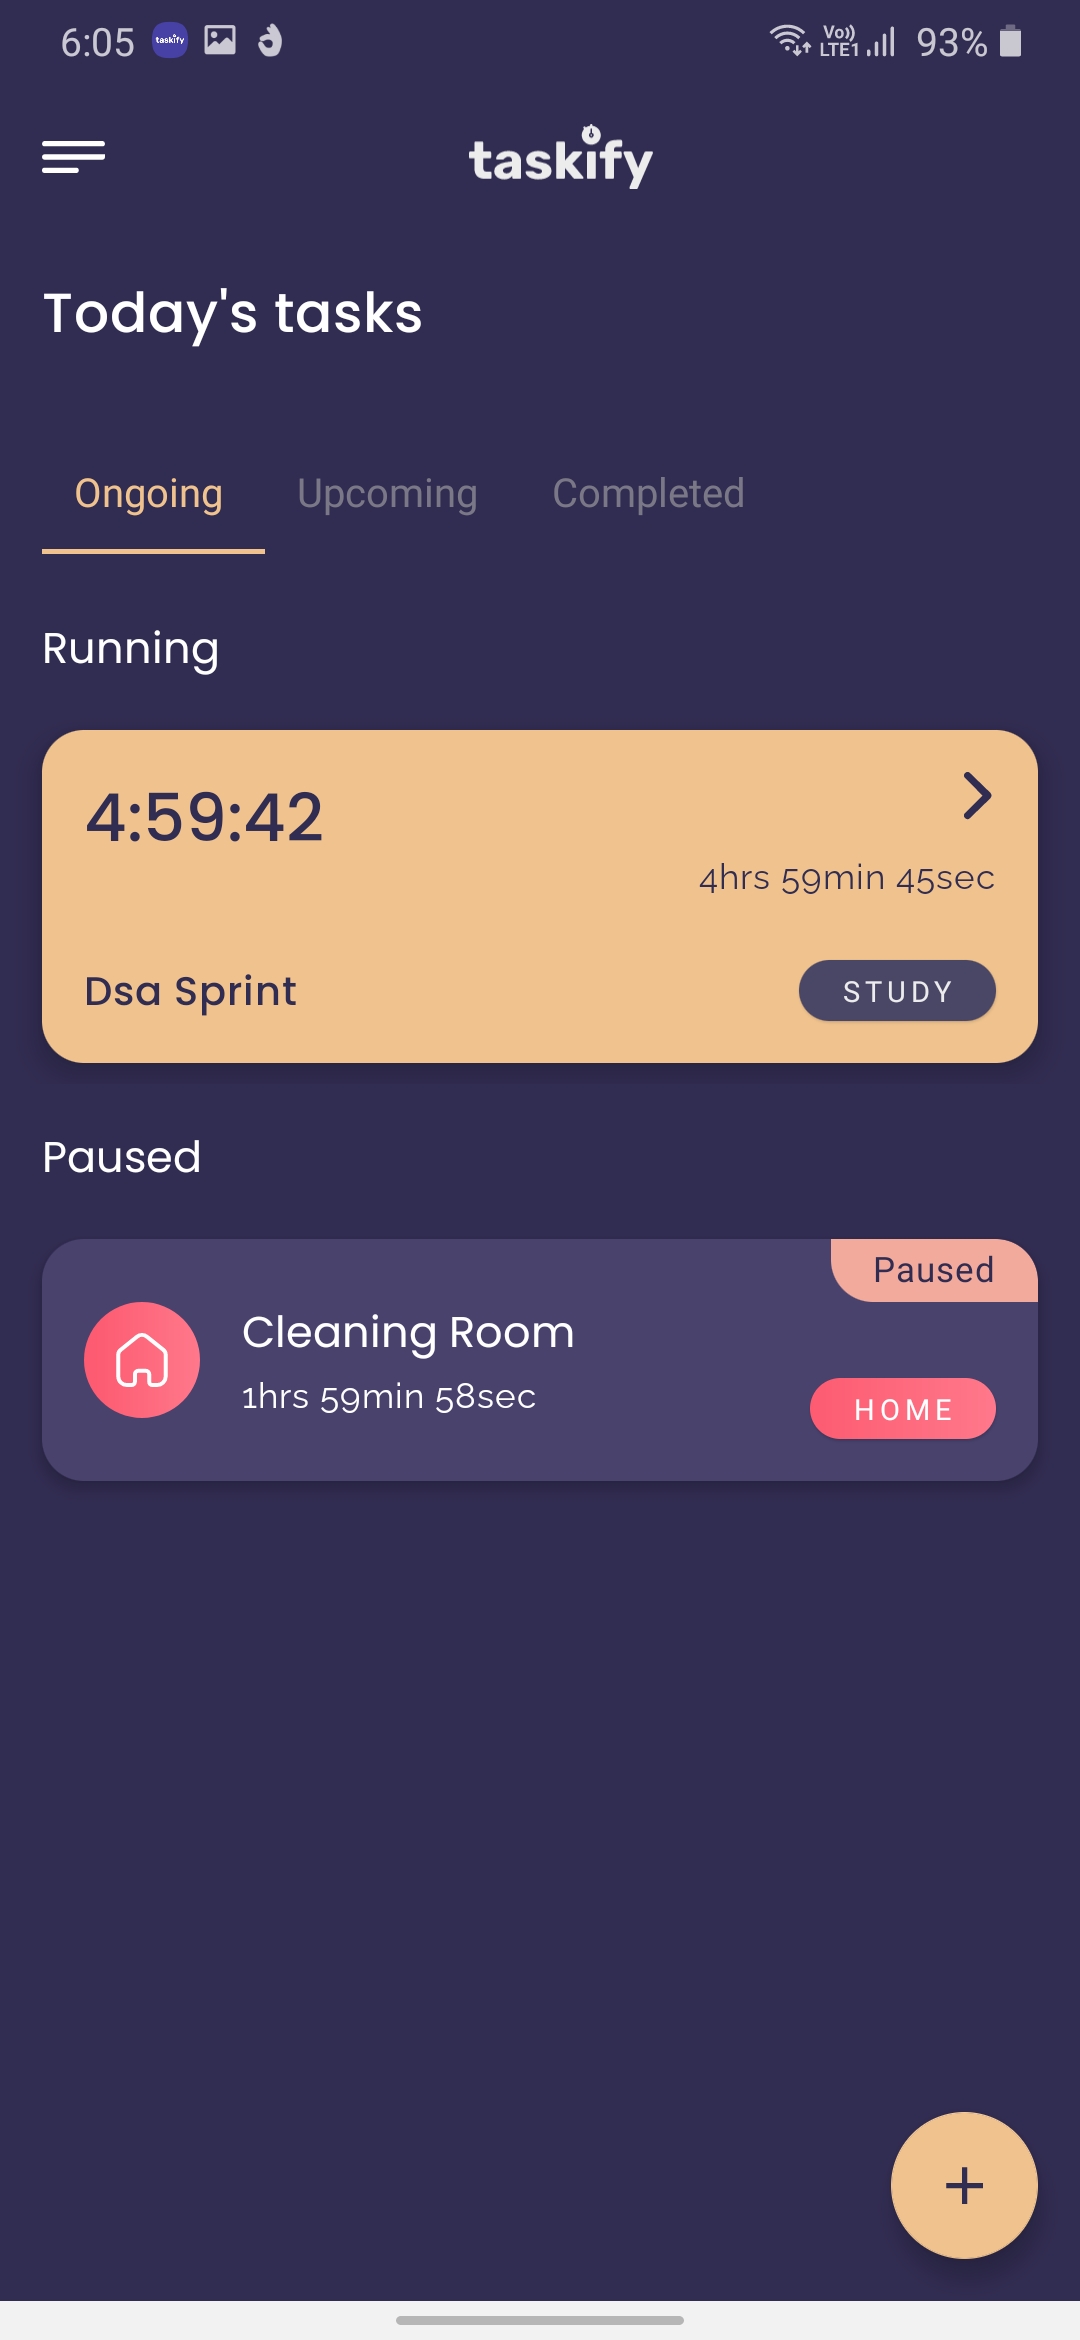 6:05 taskify Vo)) LTE1 93%
taskify
Today's tasks
Ongoing Upcoming Completed
Running
4:59:42
4hrs 59min 45sec
Dsa Sprint STUDY
Paused
Paused
Cleaning Room
1hrs 59min 58sec
HOME